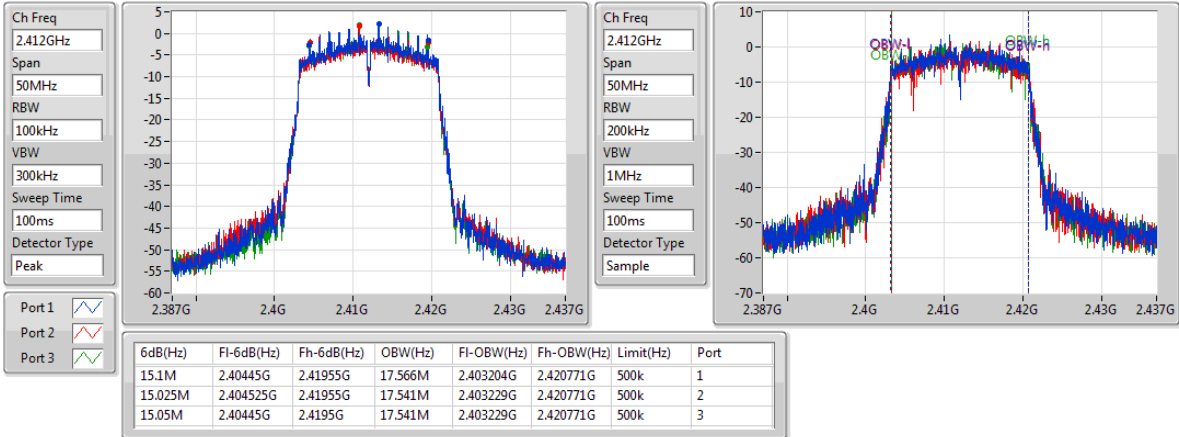 Ch Freq
2.412GHz
Span
50MHz
RBW
100kHz
VBW
300kHz
Sweep Time
100ms
Detector Type
Peak
Port 1
Port 2
Port 3
5
0
-5
-10
-15
-20
-25
-30
-35
-40
-45
-50
-55
-60
2.387G 2.4G 2.41G 2.42G 2.43G 2.437G
Ch Freq
2.412GHz
Span
50MHz
RBW
200kHz
VBW
1MHz
Sweep Time
100ms
Detector Type
Sample
10
0
-10
-20
-30
-40
-50
-60
-70
OBW-l OBW-h
OBW-h
2.387G 2.4G 2.41G 2.42G 2.43G 2.437G
6dB(Hz) Fl-6dB(Hz) Fh-6dB(Hz) OBW(Hz) Fl-OBW(Hz) Fh-OBW(Hz) Limit(Hz) Port
15.1M 2.40445G 2.41955G 17.566M 2.403204G 2.420771G 500k 1
15.025M 2.404525G 2.41955G 17.541M 2.403229G 2.420771G 500k 2
15.05M 2.40445G 2.4195G 17.541M 2.403229G 2.420771G 500k 3